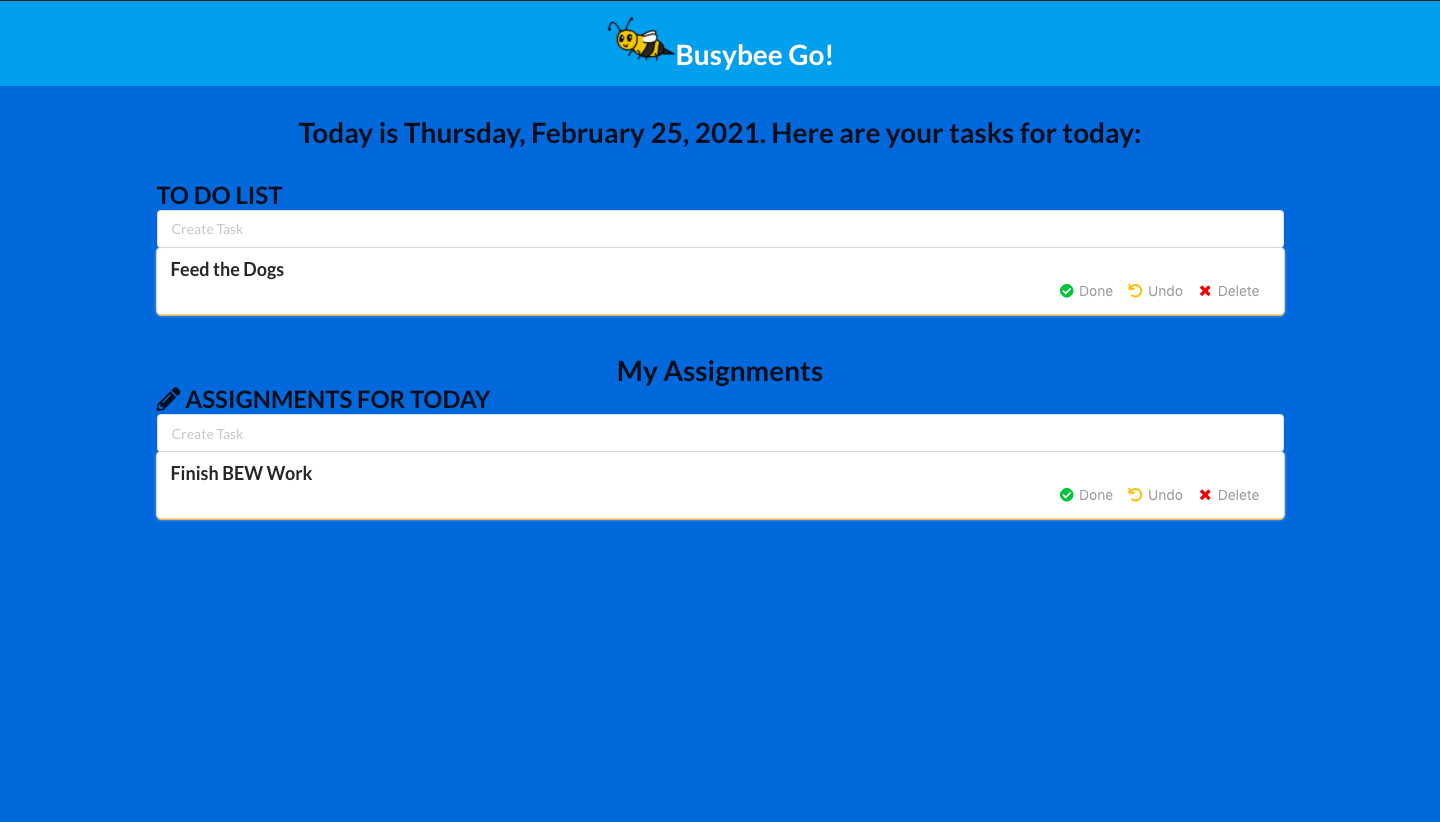 Busybee Go!
Today is Thursday, February 25, 2021. Here are your tasks for today:
TO DO LIST
Create Task
Feed the Dogs
Done Undo Delete
My Assignments
ASSIGNMENTS FOR TODAY
Create Task
Finish BEW Work
Done Undo Delete